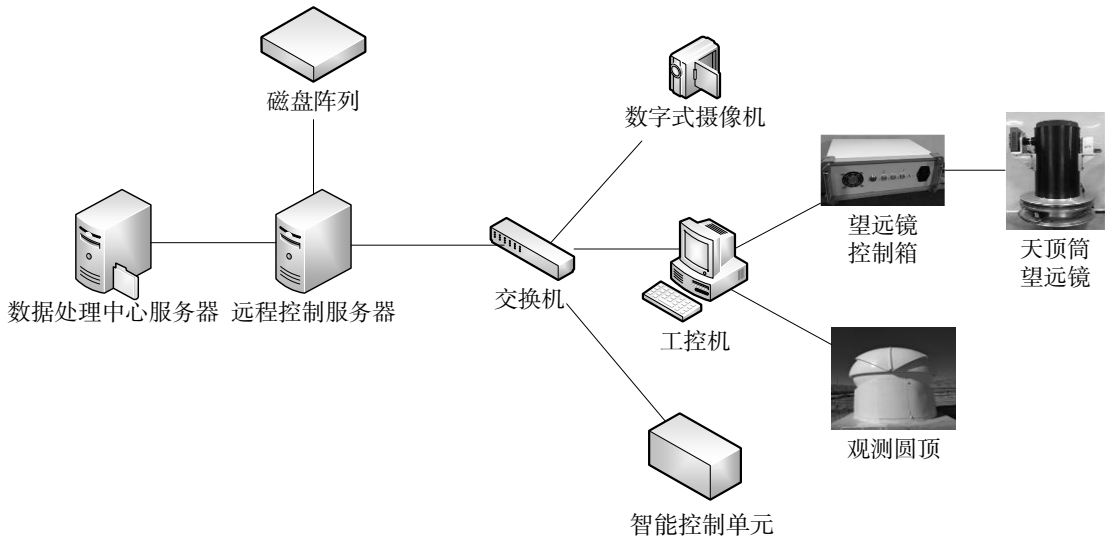 磁盘阵列
数字式摄像机
望远镜
控制箱
天顶筒
望远镜
数据处理中心服务器
远程控制服务器
交换机
工控机
观测圆顶
智能控制单元